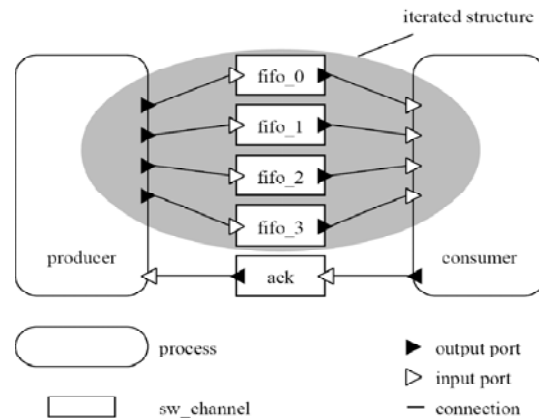 iterated structure
fifo_0
fifo_1
fifo_2
fifo_3
producer
ack
consumer
process
output port
input port
sw_channel
connection